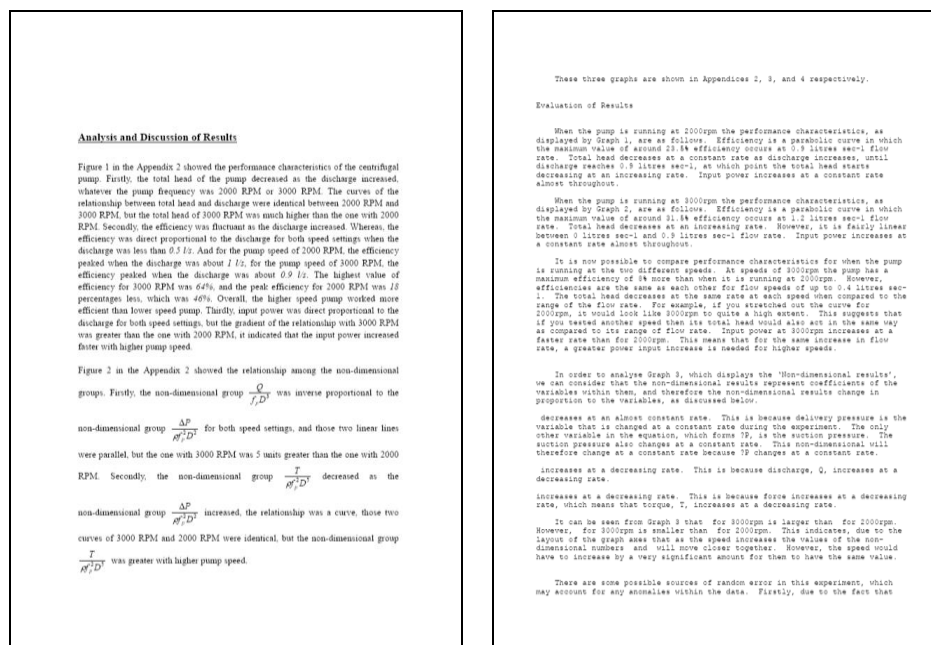 Analysis and Discussion of Results
Figure 1 in the Appendix 2 showed the performance characteristics of the centrifugal
pump. Firstly, the total head of the pump decreased as the discharge increased,
whatever the pump frequency was 2000 RPM or 3000 RPM. The curves of the
relationship between total head and discharge were identical between 2000 RPM and
3000 RPM, but the total head of 3000 RPM was much higher than the one with 2000
RPM. Secondly, the efficiency was fluctuant as the discharge increased. Whereas, the
efficiency was direct proportional to the discharge for both speed settings when the
discharge was less than 0.5 l/s. And for the pump speed of 2000 RPM, the efficiency
peaked when the discharge was about 1 l/s, for the pump speed of 3000 RPM, the
efficiency peaked when the discharge was about 0.9 l/s. The highest value of
efficiency for 3000 RPM was 64%, and the peak efficiency for 2000 RPM was 18
percentages less, which was 46%. Overall, the higher speed pump worked more
efficient than lower speed pump. Thirdly, input power was direct proportional to the
discharge for both speed settings, but the gradient of the relationship with 3000 RPM
was greater than the one with 2000 RPM, it indicated that the input power increased
faster with higher pump speed.
Figure 2 in the Appendix 2 showed the relationship among the non-dimensional
groups. Firstly, the non-dimensional group Q/f_rD³ was inverse proportional to the
non-dimensional group ΔP/ρf_r²D² for both speed settings, and those two linear lines
were parallel, but the one with 3000 RPM was 5 units greater than the one with 2000
RPM. Secondly, the non-dimensional group T/ρf_r²D⁵ decreased as the
non-dimensional group ΔP/ρf_r²D² increased, the relationship was a curve, those two
curves of 3000 RPM and 2000 RPM were identical, but the non-dimensional group
T/ρf_r²D⁵ was greater with higher pump speed.
These three graphs are shown in Appendices 2, 3, and 4 respectively.
Evaluation of Results
When the pump is running at 2000rpm the performance characteristics, as
displayed by Graph 1, are as follows. Efficiency is a parabolic curve in which
the maximum value of around 23.8% efficiency occurs at 0.9 litres sec-1 flow
rate. Total head decreases at a constant rate as discharge increases, until
discharge reaches 0.9 litres sec-1, at which point the total head starts
decreasing at an increasing rate. Input power increases at a constant rate
almost throughout.
When the pump is running at 3000rpm the performance characteristics, as
displayed by Graph 2, are as follows. Efficiency is a parabolic curve in which
the maximum value of around 31.8% efficiency occurs at 1.2 litres sec-1 flow
rate. Total head decreases at an increasing rate. However, it is fairly linear
between 0 litres sec-1 and 0.9 litres sec-1 flow rate. Input power increases at
a constant rate almost throughout.
It is now possible to compare performance characteristics for when the pump
is running at the two different speeds. At speeds of 3000rpm the pump has a
maximum efficiency of 8% more than when it is running at 2000rpm. However,
efficiencies are the same as each other for flow speeds of up to 0.4 litres sec-
1. The total head decreases at the same rate at each speed when compared to the
range of the flow rate. For example, if you stretched out the curve for
2000rpm, it would look like 3000rpm to quite a high extent. This suggests that
if you tested another speed then its total head would also act in the same way
as compared to its range of flow rate. Input power at 3000rpm increases at a
faster rate than for 2000rpm. This means that for the same increase in flow
rate, a greater power input increase is needed for higher speeds.
In order to analyse Graph 3, which displays the 'Non-dimensional results',
we can consider that the non-dimensional results represent coefficients of the
variables within them, and therefore the non-dimensional results change in
proportion to the variables, as discussed below.
decreases at an almost constant rate. This is because delivery pressure is the
variable that is changed at a constant rate during the experiment. The only
other variable in the equation, which forms ?P, is the suction pressure. The
suction pressure also changes at a constant rate. This non-dimensional will
therefore change at a constant rate because ?P changes at a constant rate.
increases at a decreasing rate. This is because discharge, Q, increases at a
decreasing rate.
increases at a decreasing rate. This is because force increases at a decreasing
rate, which means that torque, T, increases at a decreasing rate.
It can be seen from Graph 3 that for 3000rpm is larger than for 2000rpm.
However, for 3000rpm is smaller than for 2000rpm. This indicates, due to the
layout of the graph axes that as the speed increases the values of the non-
dimensional numbers and will move closer together. However, the speed would
have to increase by a very significant amount for them to have the same value.
There are some possible sources of random error in this experiment, which
may account for any anomalies within the data. Firstly, due to the fact that